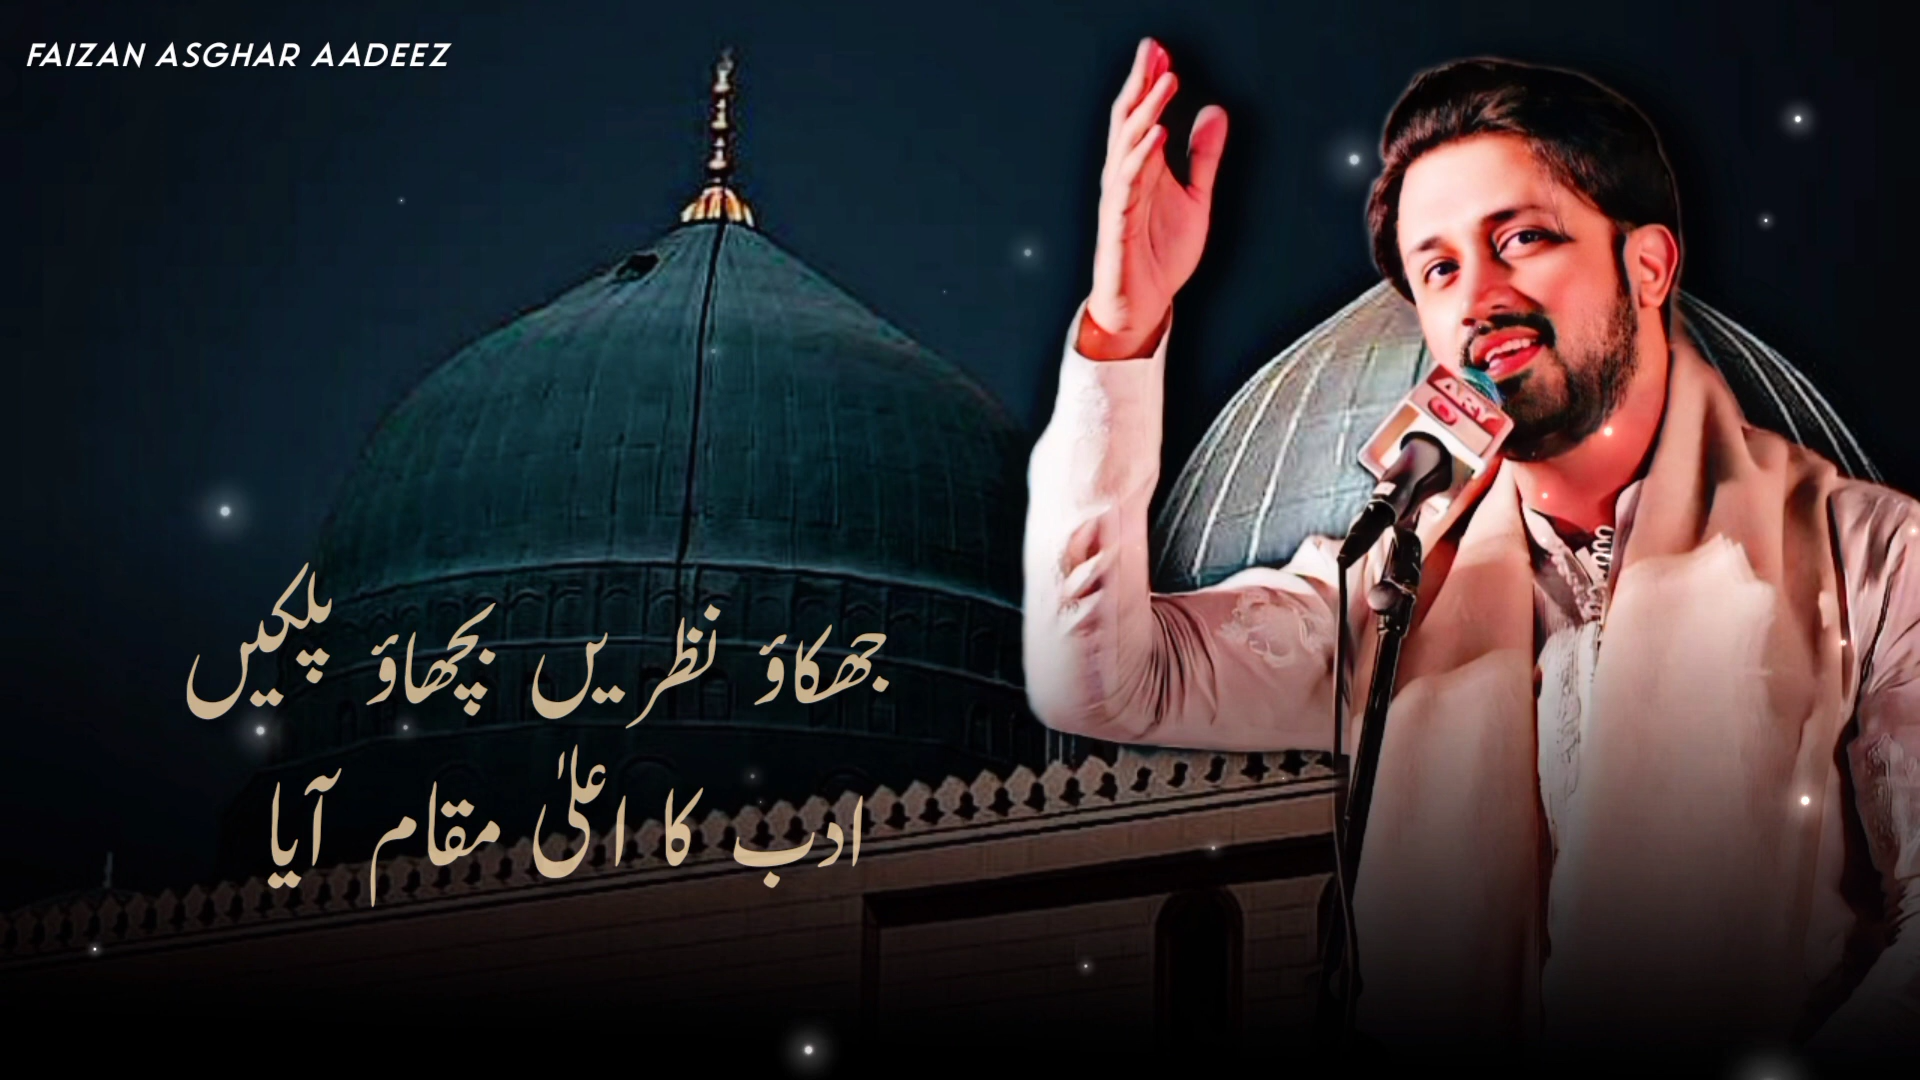 FAIZAN ASGHAR AADEEZ
ARY
جھکاؤ نظریں بچھاؤ پلکیں
ادب کا اعلیٰ مقام آیا